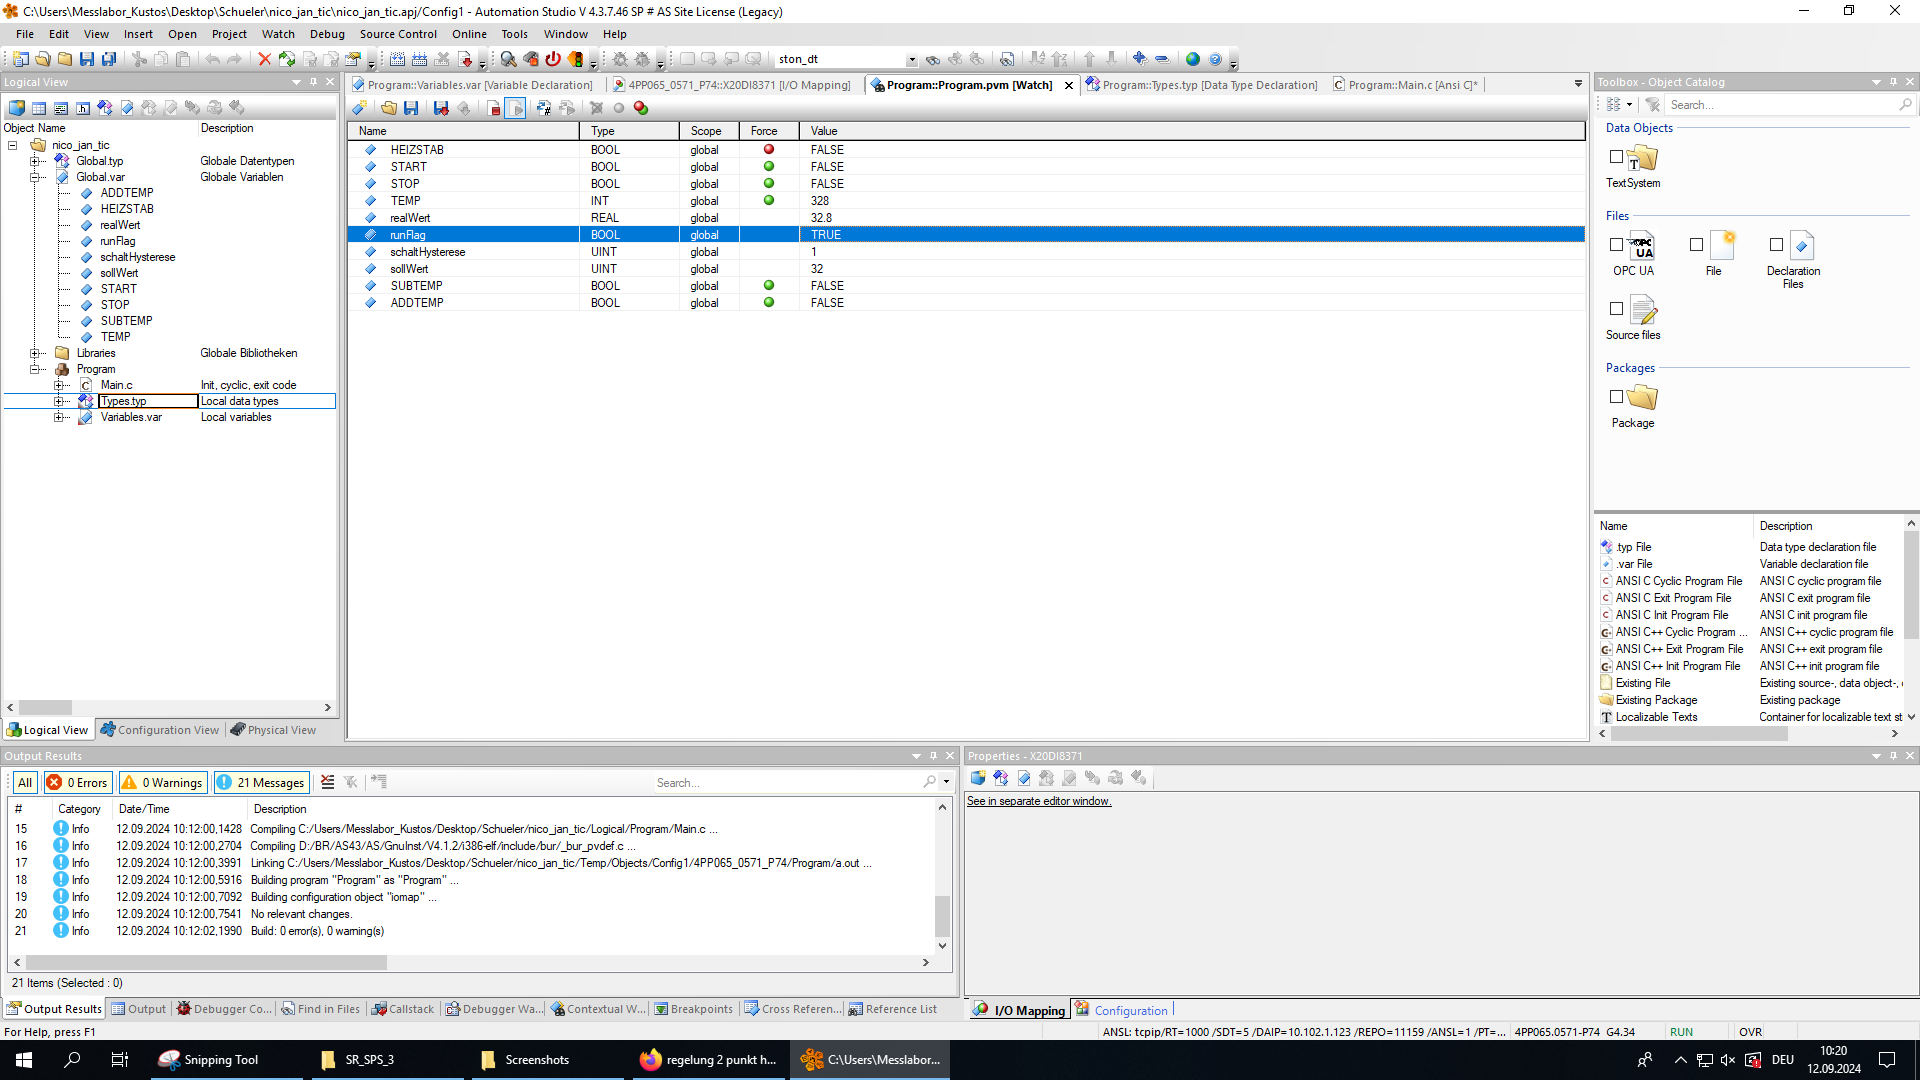 C:\Users\Messlabor_Kustos\Desktop\Schueler\nico_jan_tic\nico_jan_tic.apj/Config1 - Automation Studio V 4.3.7.46 SP # AS Site License (Legacy)
File Edit View Insert Open Project Watch Debug Source Control Online Tools Window Help
ston_dt
Logical View
Object Name Description
nico_jan_tic
Global.typ Globale Datentypen
Global.var Globale Variablen
ADDTEMP
HEIZSTAB
realWert
runFlag
schaltHysterese
sollWert
START
STOP
SUBTEMP
TEMP
Libraries Globale Bibliotheken
Program
Main.c Init, cyclic, exit code
Types.typ Local data types
Variables.var Local variables
Logical View Configuration View Physical View
Program::Variables.var [Variable Declaration] 4PP065_0571_P74::X20DI8371 [I/O Mapping] Program::Program.pvm [Watch] Program::Types.typ [Data Type Declaration] Program::Main.c [Ansi C]*
Name Type Scope Force Value
HEIZSTAB BOOL global FALSE
START BOOL global FALSE
STOP BOOL global FALSE
TEMP INT global 328
realWert REAL global 32.8
runFlag BOOL global TRUE
schaltHysterese UINT global 1
sollWert UINT global 32
SUBTEMP BOOL global FALSE
ADDTEMP BOOL global FALSE
Toolbox - Object Catalog
Search...
Data Objects
TextSystem
Files
OPC UA File Declaration Files
Source files
Packages
Package
Name Description
.typ File Data type declaration file
.var File Variable declaration file
ANSI C Cyclic Program File ANSI C cyclic program file
ANSI C Exit Program File ANSI C exit program file
ANSI C Init Program File ANSI C init program file
ANSI C++ Cyclic Program ... ANSI C++ cyclic program file
ANSI C++ Exit Program File ANSI C++ exit program file
ANSI C++ Init Program File ANSI C++ init program file
Existing File Existing source-, data object-,
Existing Package Existing package
Localizable Texts Container for localizable text st
Output Results
All 0 Errors 0 Warnings 21 Messages Search...
# Category Date/Time Description
15 Info 12.09.2024 10:12:00,1428 Compiling C:/Users/Messlabor_Kustos/Desktop/Schueler/nico_jan_tic/Logical/Program/Main.c ...
16 Info 12.09.2024 10:12:00,2704 Compiling D:/BR/AS43/AS/GnuInst/V4.1.2/i386-elf/include/bur/_bur_pvdef.c ...
17 Info 12.09.2024 10:12:00,3991 Linking C:/Users/Messlabor_Kustos/Desktop/Schueler/nico_jan_tic/Temp/Objects/Config1/4PP065_0571_P74/Program/a.out ...
18 Info 12.09.2024 10:12:00,5916 Building program "Program" as "Program" ...
19 Info 12.09.2024 10:12:00,7092 Building configuration object "iomap" ...
20 Info 12.09.2024 10:12:00,7541 No relevant changes.
21 Info 12.09.2024 10:12:02,1990 Build: 0 error(s), 0 warning(s)
21 Items (Selected : 0)
Output Results Output Debugger Co... Find in Files Callstack Debugger Wa... Contextual W... Breakpoints Cross Referen... Reference List
Properties - X20DI8371
See in separate editor window.
I/O Mapping Configuration
For Help, press F1
ANSL: tcpip/RT=1000 /SDT=5 /DAIP=10.102.1.123 /REPO=11159 /ANSL=1 /PT=... 4PP065.0571-P74 G4.34 RUN OVR
Snipping Tool SR_SPS_3 Screenshots regelung 2 punkt h... C:\Users\Messlabor...
DEU
10:20
12.09.2024